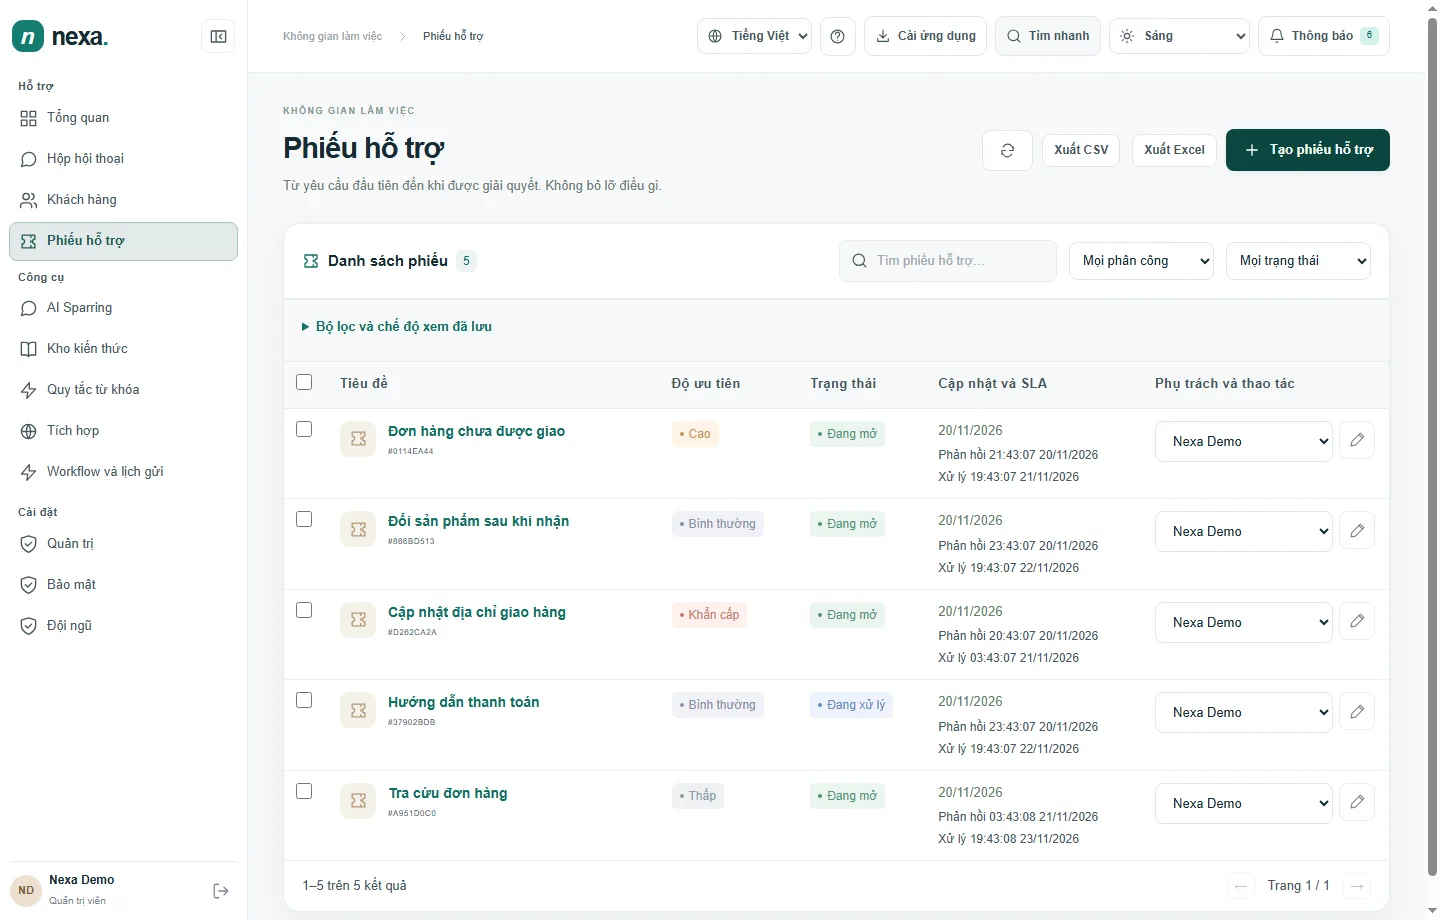 n nexa.
Hỗ trợ
Tổng quan
Hộp hội thoại
Khách hàng
Phiếu hỗ trợ
Công cụ
AI Sparring
Kho kiến thức
Quy tắc từ khóa
Tích hợp
Workflow và lịch gửi
Cài đặt
Quản trị
Bảo mật
Đội ngũ
ND
Nexa Demo
Quản trị viên
Không gian làm việc
Phiếu hỗ trợ
Tiếng Việt
Cài ứng dụng
Tìm nhanh
Sáng
Thông báo 6
KHÔNG GIAN LÀM VIỆC
Phiếu hỗ trợ
Từ yêu cầu đầu tiên đến khi được giải quyết. Không bỏ lỡ điều gì.
Xuất CSV
Xuất Excel
Tạo phiếu hỗ trợ
Danh sách phiếu 5
Tìm phiếu hỗ trợ...
Mọi phân công
Mọi trạng thái
Bộ lọc và chế độ xem đã lưu
Tiêu đề Độ ưu tiên Trạng thái Cập nhật và SLA Phụ trách và thao tác
Đơn hàng chưa được giao
#0114EA44
Cao
Đang mở
20/11/2026
Phản hồi 21:43:07 20/11/2026
Xử lý 19:43:07 21/11/2026
Nexa Demo
Đổi sản phẩm sau khi nhận
#866BD513
Bình thường
Đang mở
20/11/2026
Phản hồi 23:43:07 20/11/2026
Xử lý 19:43:07 22/11/2026
Nexa Demo
Cập nhật địa chỉ giao hàng
#D262CA2A
Khẩn cấp
Đang mở
20/11/2026
Phản hồi 20:43:07 20/11/2026
Xử lý 03:43:07 21/11/2026
Nexa Demo
Hướng dẫn thanh toán
#37902BDB
Bình thường
Đang xử lý
20/11/2026
Phản hồi 23:43:07 20/11/2026
Xử lý 19:43:07 22/11/2026
Nexa Demo
Tra cứu đơn hàng
#A951D0C0
Thấp
Đang mở
20/11/2026
Phản hồi 03:43:08 21/11/2026
Xử lý 19:43:08 23/11/2026
Nexa Demo
1–5 trên 5 kết quả
← Trang 1 / 1 →